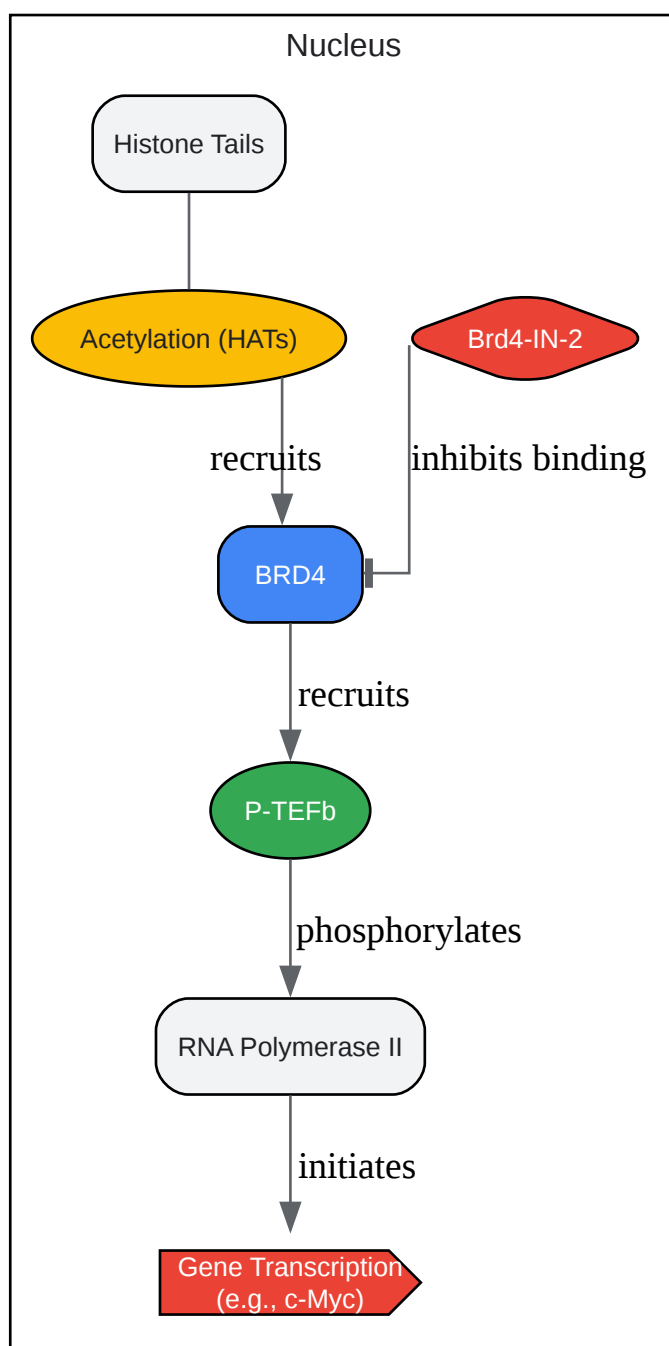 Nucleus
Histone Tails
Acetylation (HATs)
Brd4-IN-2
recruits
inhibits binding
BRD4
recruits
P-TEFb
phosphorylates
RNA Polymerase II
initiates
Gene Transcription
(e.g., c-Myc)